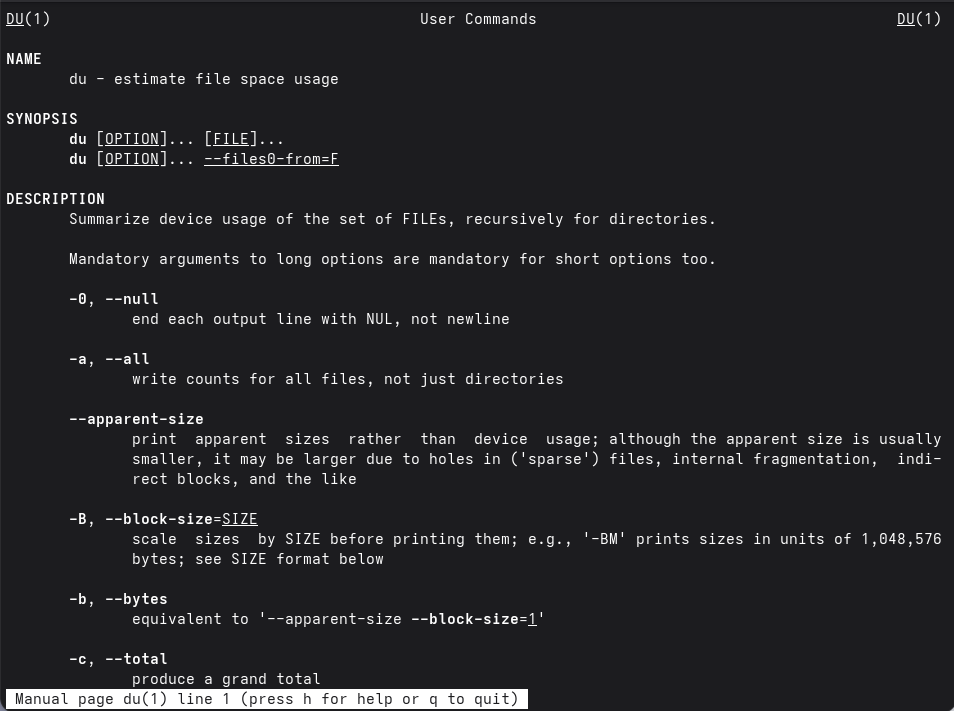 DU(1) User Commands DU(1)
NAME
du - estimate file space usage
SYNOPSIS
du [OPTION]... [FILE]...
du [OPTION]... --files0-from=F
DESCRIPTION
Summarize device usage of the set of FILEs, recursively for directories.
Mandatory arguments to long options are mandatory for short options too.
-0, --null
end each output line with NUL, not newline
-a, --all
write counts for all files, not just directories
--apparent-size
print apparent sizes rather than device usage; although the apparent size is usually
smaller, it may be larger due to holes in ('sparse') files, internal fragmentation, indi-
rect blocks, and the like
-B, --block-size=SIZE
scale sizes by SIZE before printing them; e.g., '-BM' prints sizes in units of 1,048,576
bytes; see SIZE format below
-b, --bytes
equivalent to '--apparent-size --block-size=1'
-c, --total
produce a grand total
Manual page du(1) line 1 (press h for help or q to quit)